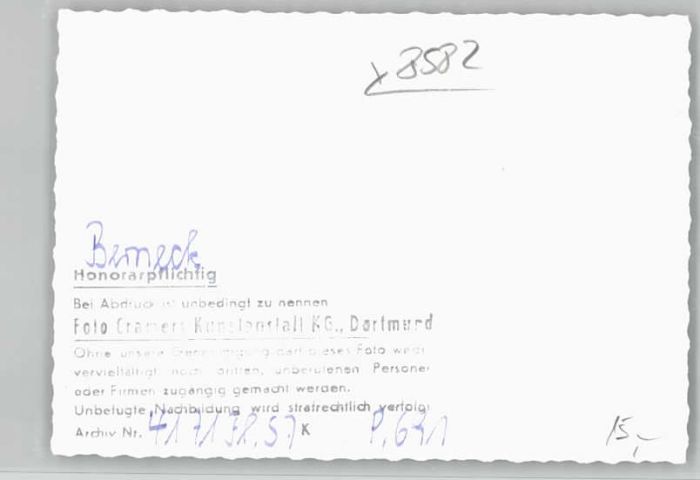 x 8582
Berneck
Honorarpflichtig
Bei Abdruck ist unbedingt zu nennen
Foto Cramers Kunstanstalt KG., Dortmund
Ohne unsere Genehmigung darf dieses Foto weder
vervielfältigt noch dritten, unberufenen Personen
oder Firmen zugängig gemacht werden.
Unbefugte Nachbildung wird strafrechtlich verfolgt
Archiv Nr. K
15,-